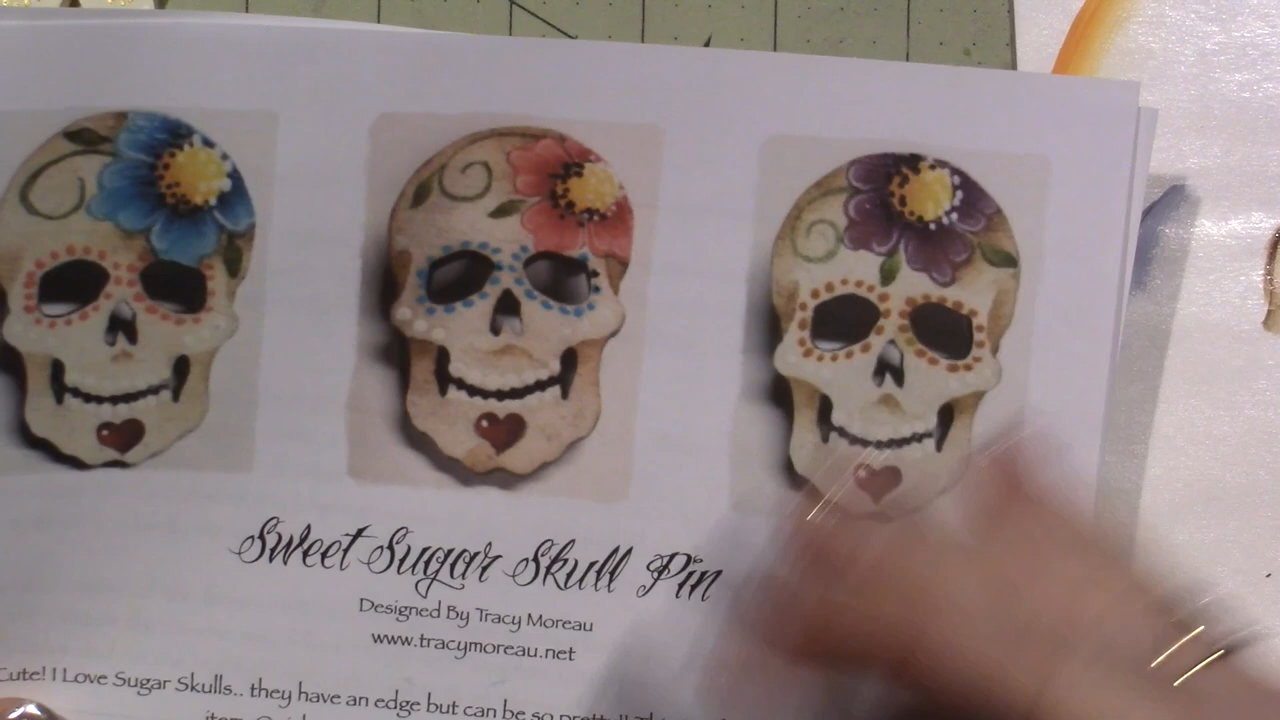 Sweet Sugar Skull Pin
Designed By Tracy Moreau
www.tracymoreau.net
Cute! I Love Sugar Skulls.. they have an edge but can be so pretty!!